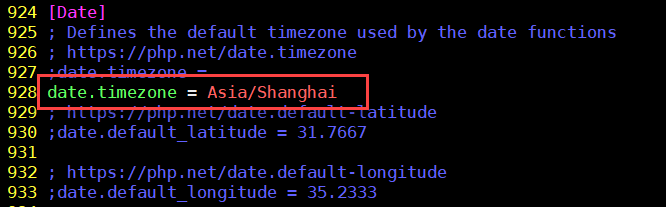 924 [Date]
925 ; Defines the default timezone used by the date functions
926 ; https://php.net/date.timezone
927 ;date.timezone =
928 date.timezone = Asia/Shanghai
929 ; https://php.net/date.default-latitude
930 ;date.default_latitude = 31.7667
931
932 ; https://php.net/date.default-longitude
933 ;date.default_longitude = 35.2333